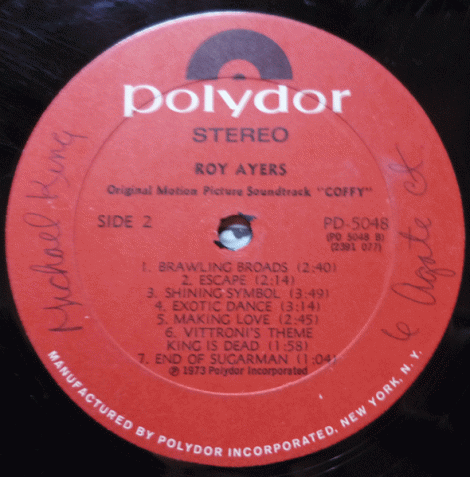 polydor
STEREO
ROY AYERS
Original Motion Picture Soundtrack "COFFY"
SIDE 2
PD-5048
(PD 5048 B)
(2391 077)
1. BRAWLING BROADS (2:40)
2. ESCAPE (2:14)
3. SHINING SYMBOL (3:49)
4. EXOTIC DANCE (3:14)
5. MAKING LOVE (2:45)
6. VITTRONI'S THEME
KING IS DEAD (1:58)
7. END OF SUGARMAN (1:04)
℗ 1973 Polydor Incorporated
MANUFACTURED BY POLYDOR INCORPORATED, NEW YORK, N.Y.
Michael King
6 Agate Ct